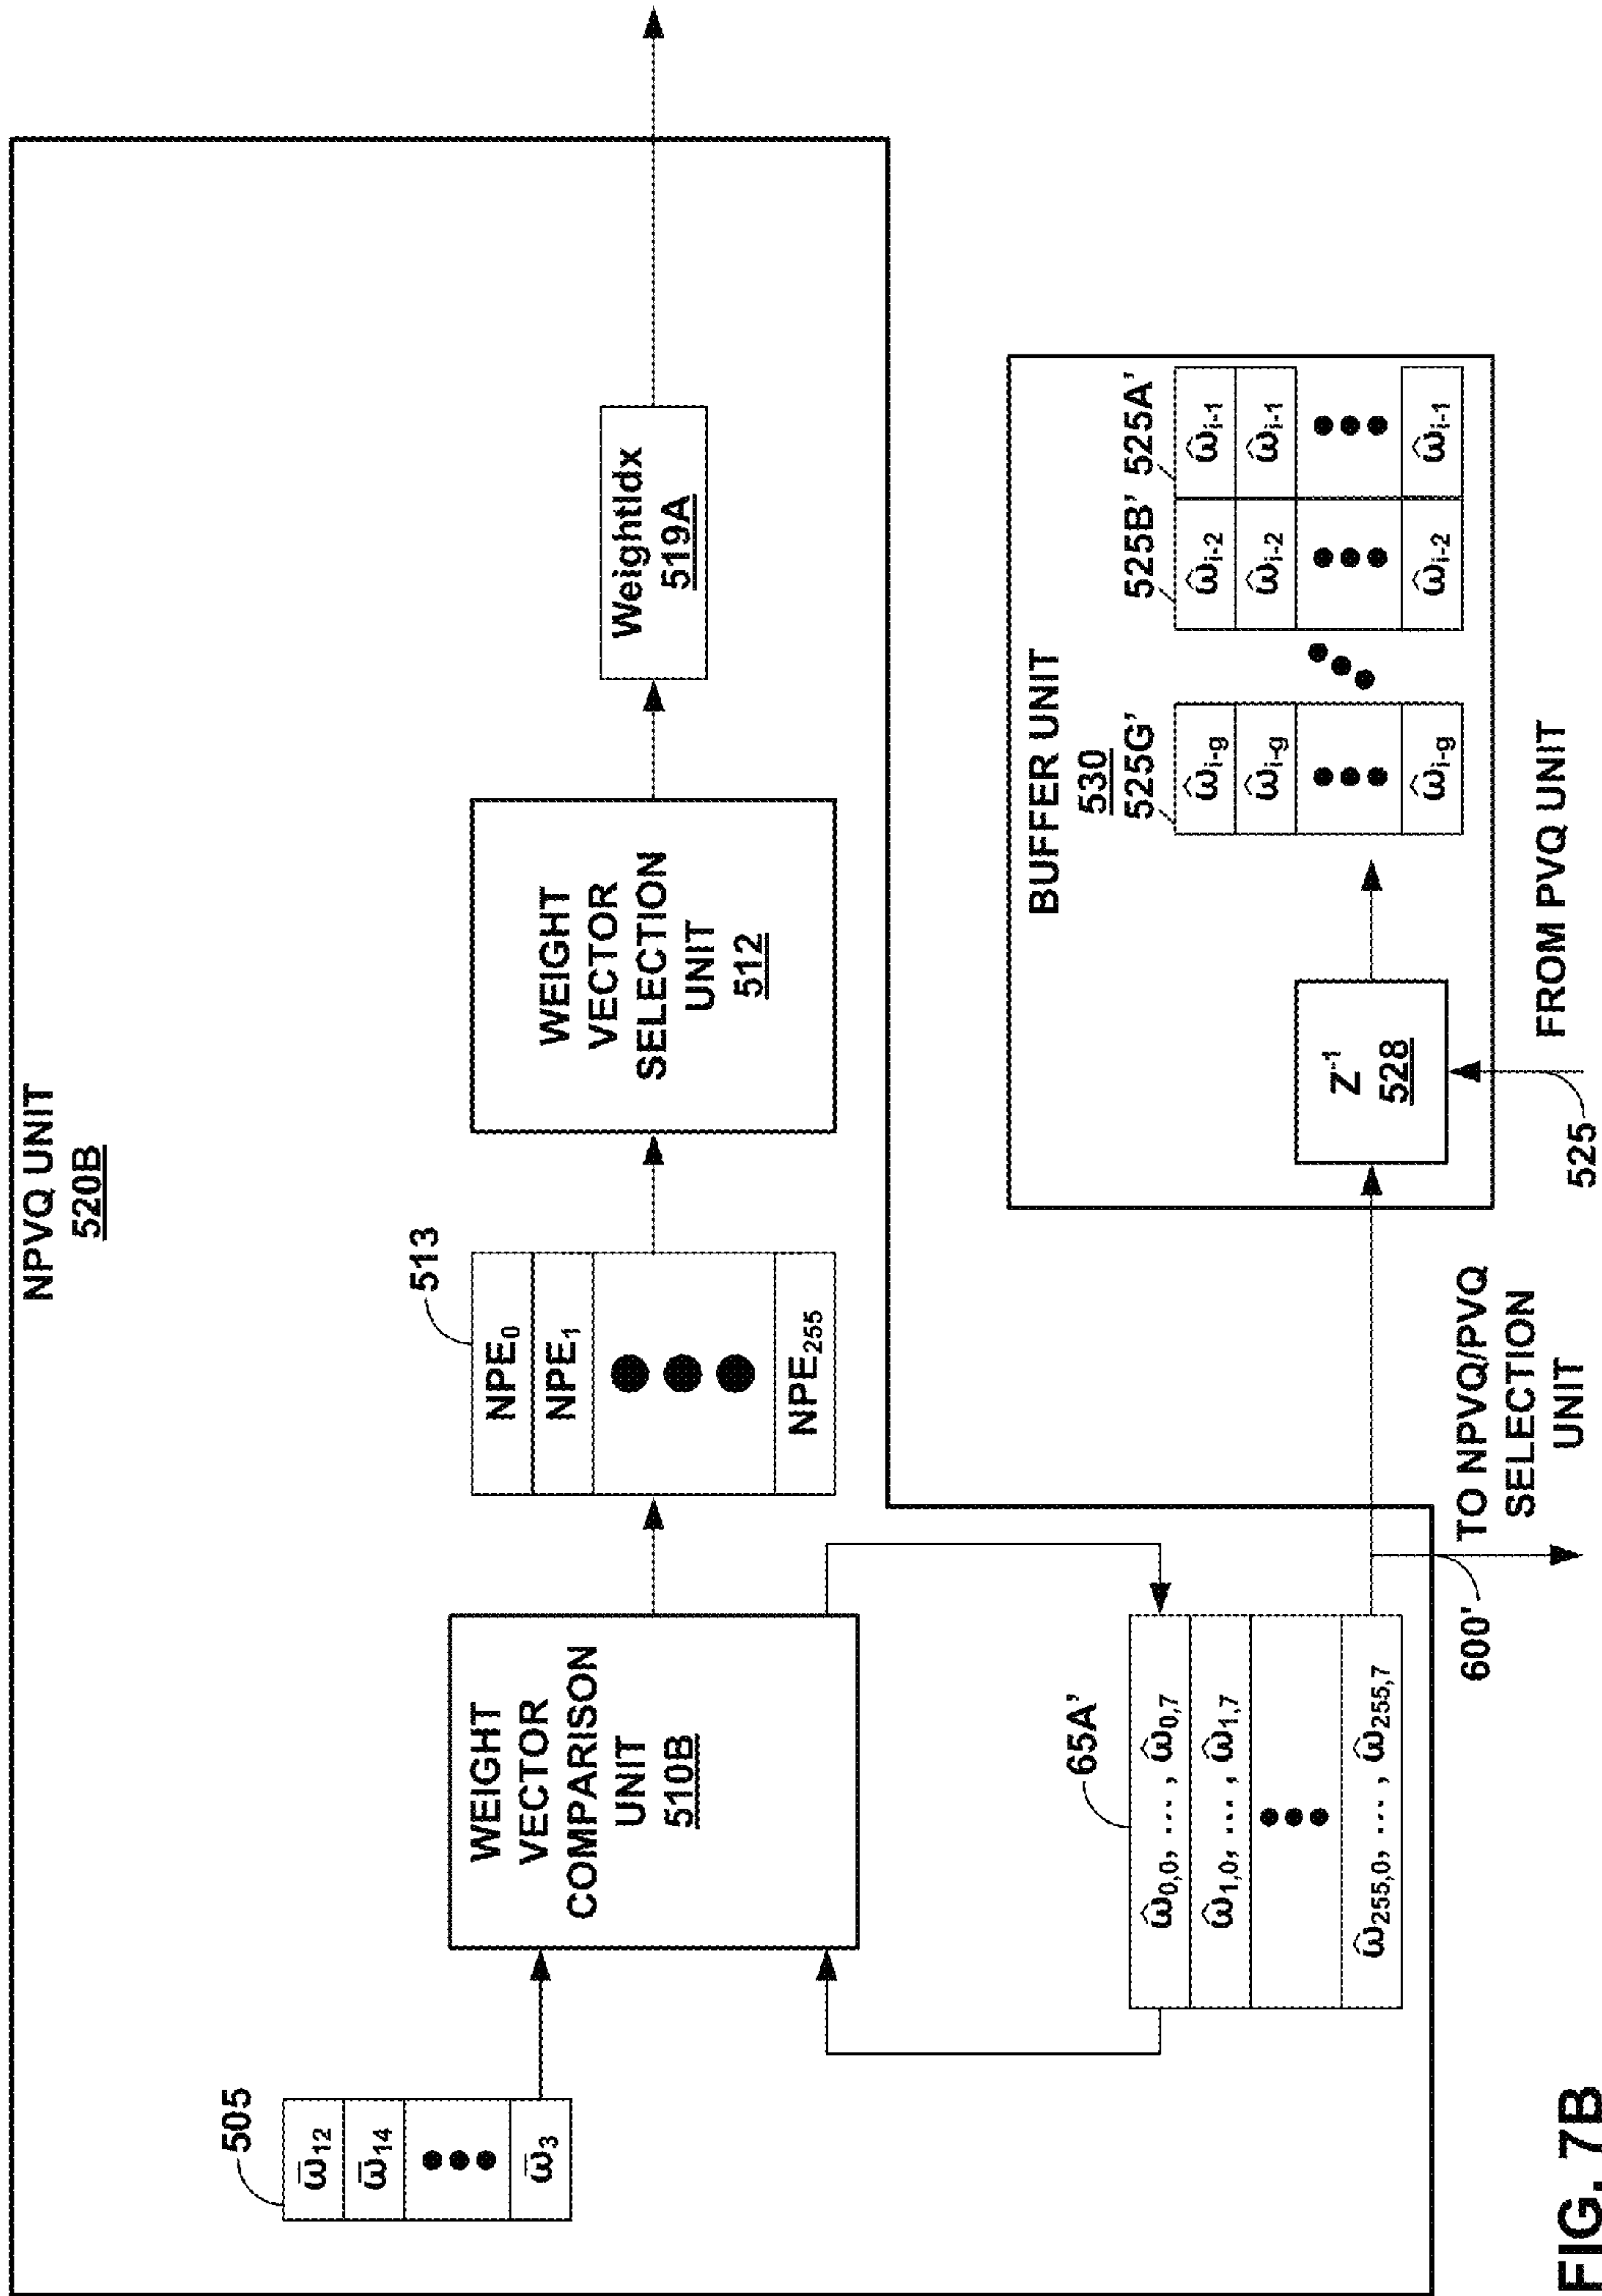 NPVQ UNIT
520B
505
ω̅₁₂
ω̅₁₄
ω̅₃
WEIGHT
VECTOR
COMPARISON
UNIT
510B
513
NPE₀
NPE₁
NPE₂₅₅
WEIGHT
VECTOR
SELECTION
UNIT
512
WeightIdx
519A
65A'
ω̂₀,₀, ... , ω̂₀,₇
ω̂₁,₀, ... , ω̂₁,₇
ω̂₂₅₅,₀, ... , ω̂₂₅₅,₇
600'
TO NPVQ/PVQ
SELECTION
UNIT
BUFFER UNIT
530
Z⁻¹
528
525
FROM PVQ UNIT
525G' 525B' 525A'
ω̂i-g ω̂i-2 ω̂i-1
ω̂i-g ω̂i-2 ω̂i-1
ω̂i-g ω̂i-2 ω̂i-1
FIG. 7B